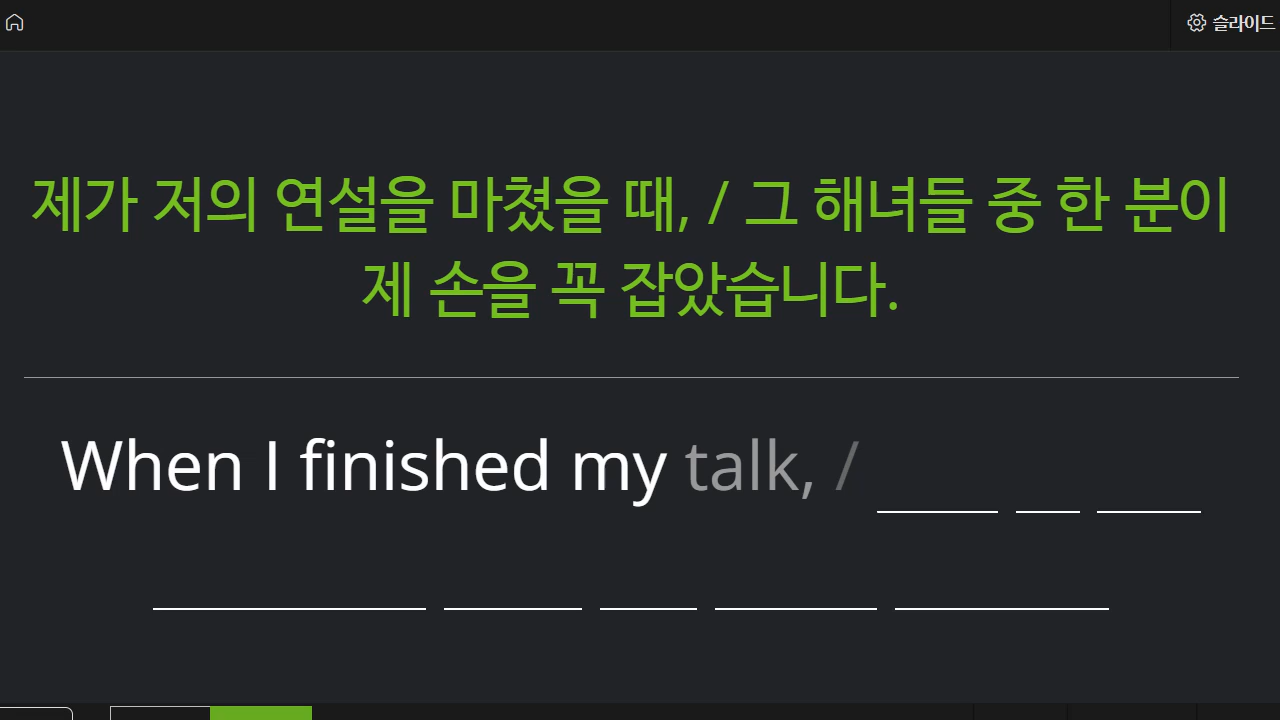 슬라이드
제가 저의 연설을 마쳤을 때, / 그 해녀들 중 한 분이
제 손을 꼭 잡았습니다.
When I finished my talk, /